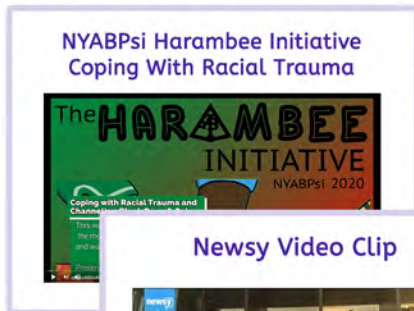 NYABPsi Harambee Initiative
Coping With Racial Trauma
The HARAMBEE
INITIATIVE
NYABPsi 2020
Coping with Racial Trauma and
This
the
and
Newsy Video Clip
newsy